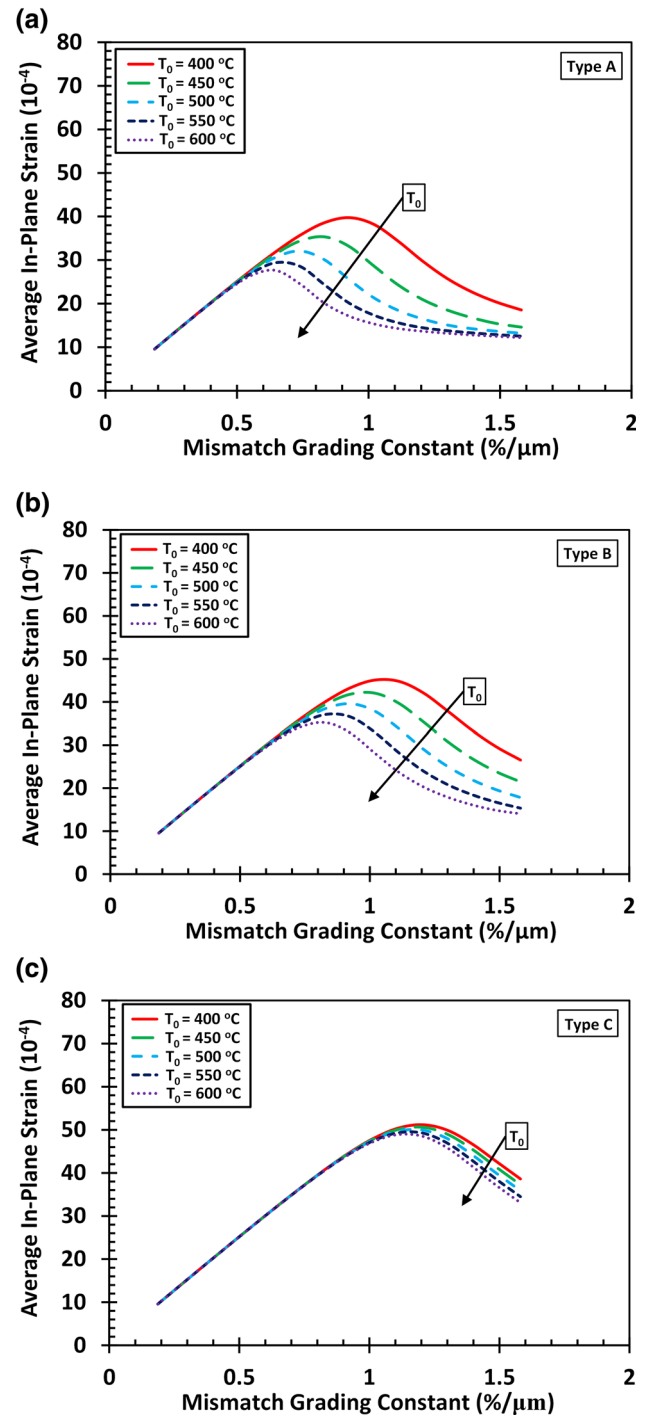 (a)
80
70
60
50
40
30
20
10
0
Average In-Plane Strain (10⁻⁴)
T₀ = 400 °C
T₀ = 450 °C
T₀ = 500 °C
T₀ = 550 °C
T₀ = 600 °C
Type A
T₀
0 0.5 1 1.5 2
Mismatch Grading Constant (%/µm)
(b)
80
70
60
50
40
30
20
10
0
Average In-Plane Strain (10⁻⁴)
T₀ = 400 °C
T₀ = 450 °C
T₀ = 500 °C
T₀ = 550 °C
T₀ = 600 °C
Type B
T₀
0 0.5 1 1.5 2
Mismatch Grading Constant (%/µm)
(c)
80
70
60
50
40
30
20
10
0
Average In-Plane Strain (10⁻⁴)
T₀ = 400 °C
T₀ = 450 °C
T₀ = 500 °C
T₀ = 550 °C
T₀ = 600 °C
Type C
T₀
0 0.5 1 1.5 2
Mismatch Grading Constant (%/µm)